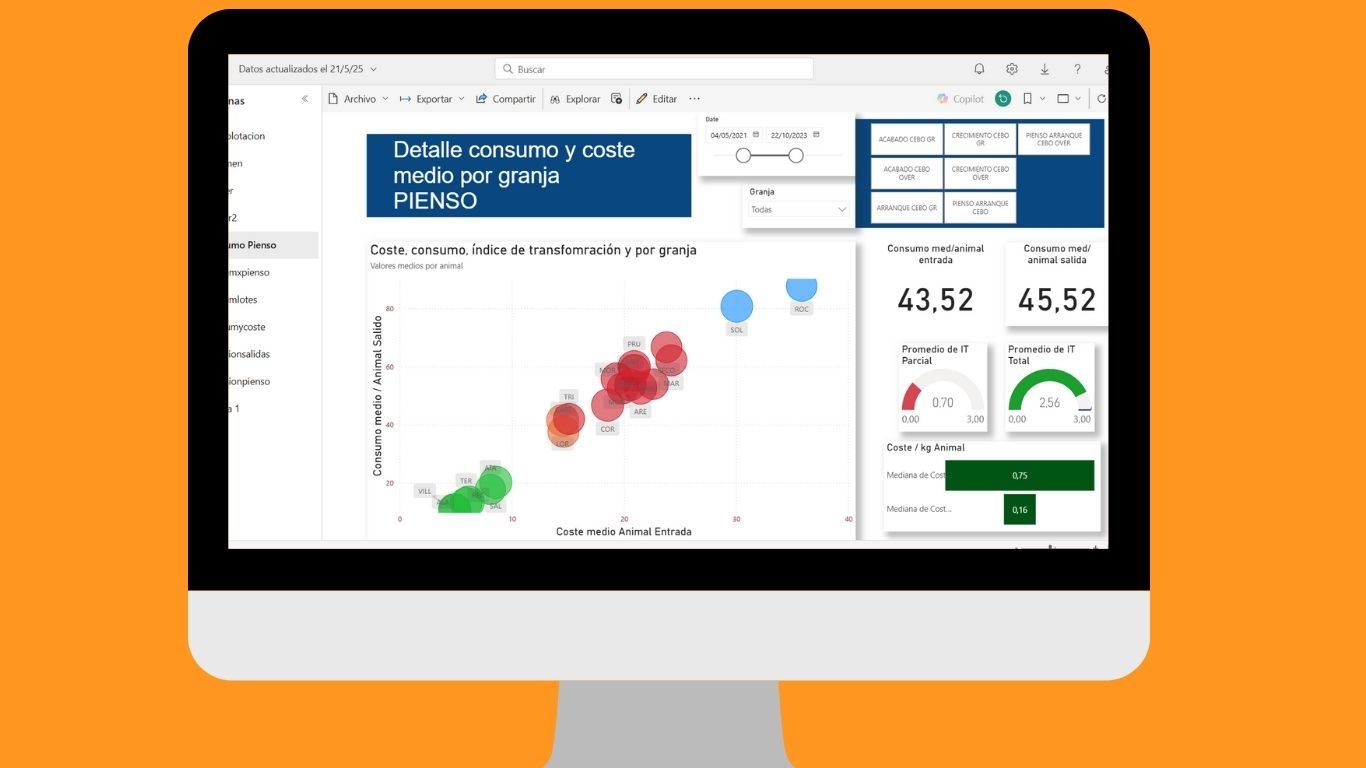 Datos actualizados el 21/5/25
Buscar
nas
Archivo
Exportar
Compartir
Explorar
Editar
Copilot
plotacion
men
er
r2
umo Pienso
mxpienso
mlotes
umycoste
ionsalidas
ionpienso
a 1
Detalle consumo y coste
medio por granja
PIENSO
Date
04/05/2021
22/10/2023
Granja
Todas
ACABADO CEBO GR
CRECIMIENTO CEBO
GR
PIENSO ARRANQUE
CEBO OVER
ACABADO CEBO
OVER
CRECIMIENTO CEBO
OVER
ARRANQUE CEBO GR
PIENSO ARRANQUE
CEBO
Coste, consumo, índice de transfomración y por granja
Valores medios por animal
Consumo medio / Animal Salido
80
60
40
20
ROC
SOL
PRU
MAR
ARE
COR
TRI
LOR
ATA
TER
VILL
SAL
0
10
20
30
40
Coste medio Animal Entrada
Consumo med/animal
entrada
43,52
Consumo med/
animal salida
45,52
Promedio de IT
Parcial
0,70
0,00
3,00
Promedio de IT
Total
2,56
0,00
3,00
Coste / kg Animal
Mediana de Cost
0,75
Mediana de Cost...
0,16